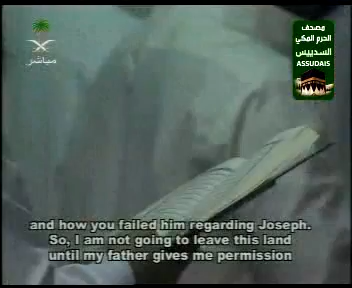 مباشر
مصحف
الحرم المكي
السديس
ASSUDAIS
and how you failed him regarding Joseph.
So, I am not going to leave this land
until my father gives me permission